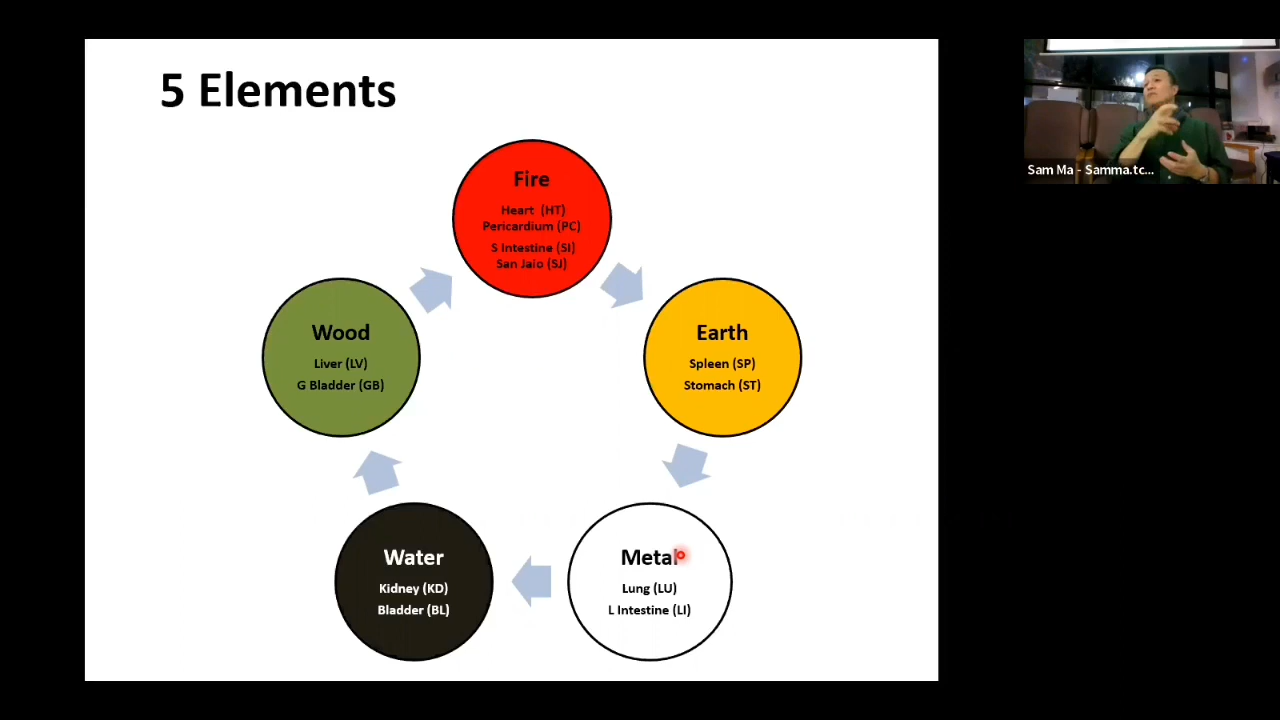 5 Elements
Fire
Heart (HT)
Pericardium (PC)
S Intestine (SI)
San Jaio (SJ)
Wood
Liver (LV)
G Bladder (GB)
Earth
Spleen (SP)
Stomach (ST)
Water
Kidney (KD)
Bladder (BL)
Metal
Lung (LU)
L Intestine (LI)
Sam Ma - Samma.tc...